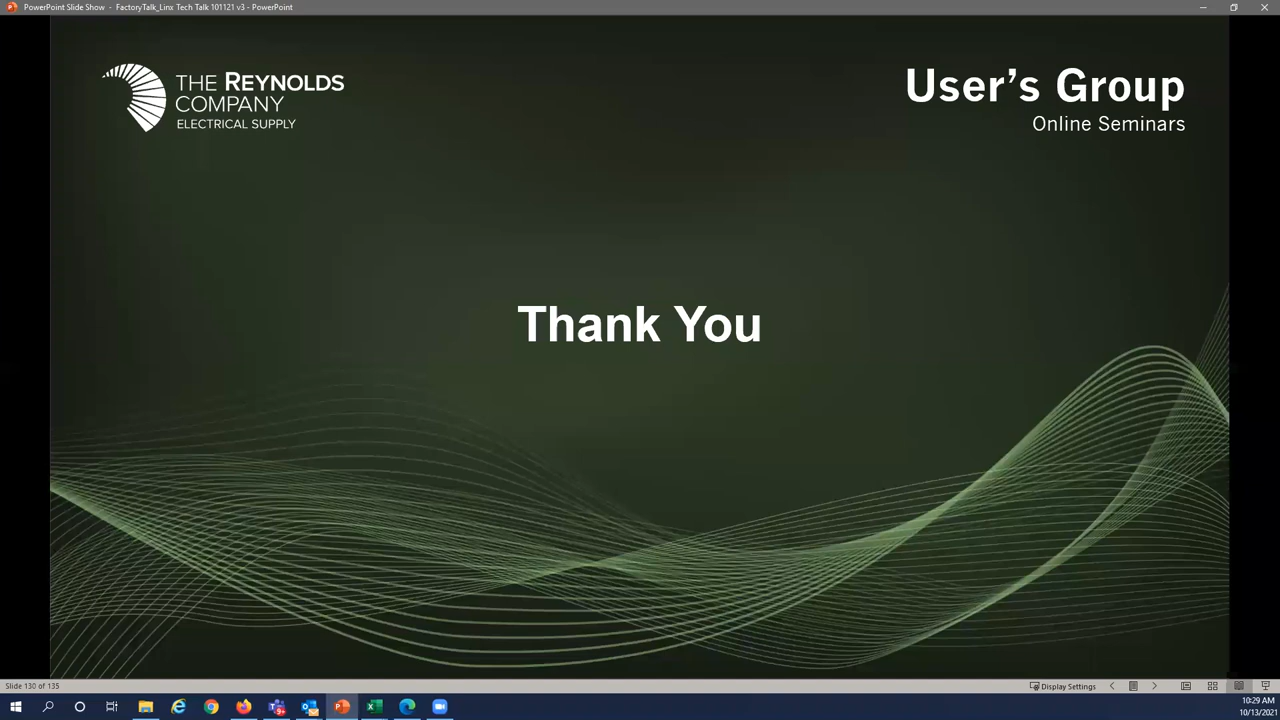 PowerPoint Slide Show - FactoryTalk_Linx Tech Talk 101121 v3 - PowerPoint
THE REYNOLDS
COMPANY
ELECTRICAL SUPPLY
User's Group
Online Seminars
Thank You
Slide 130 of 135
Display Settings
10:29 AM
10/13/2021